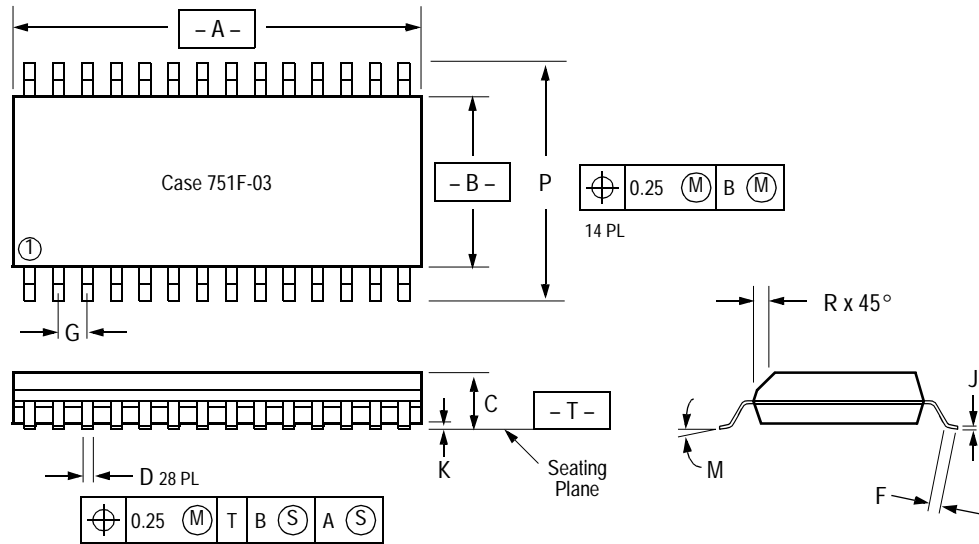 – A –
Case 751F-03
– B –
P
⌖ 0.25 Ⓜ B Ⓜ
14 PL
①
G
R x 45°
C
– T –
J
K
Seating
Plane
M
D 28 PL
F
⌖ 0.25 Ⓜ T B Ⓢ A Ⓢ